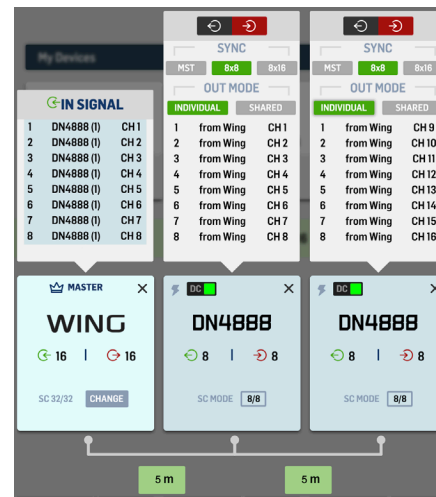 My Devices
IN SIGNAL
1 DN4888 (1) CH 1
2 DN4888 (1) CH 2
3 DN4888 (1) CH 3
4 DN4888 (1) CH 4
5 DN4888 (1) CH 5
6 DN4888 (1) CH 6
7 DN4888 (1) CH 7
8 DN4888 (1) CH 8
SYNC
MST 8x8 8x16
OUT MODE
INDIVIDUAL SHARED
1 from Wing CH 1
2 from Wing CH 2
3 from Wing CH 3
4 from Wing CH 4
5 from Wing CH 5
6 from Wing CH 6
7 from Wing CH 7
8 from Wing CH 8
SYNC
MST 8x8 8x16
OUT MODE
INDIVIDUAL SHARED
1 from Wing CH 9
2 from Wing CH 10
3 from Wing CH 11
4 from Wing CH 12
5 from Wing CH 13
6 from Wing CH 14
7 from Wing CH 15
8 from Wing CH 16
MASTER
WING
16 | 16
SC 32/32 CHANGE
DC
DN4888
8 | 8
SC MODE 8/8
DC
DN4888
8 | 8
SC MODE 8/8
5 m
5 m